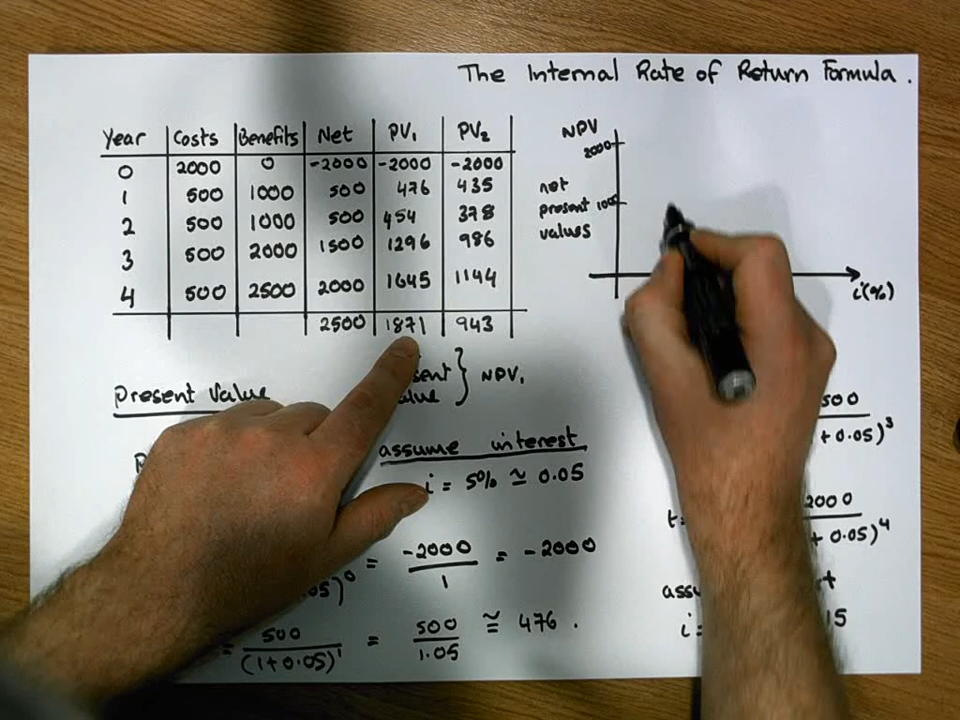 The Internal Rate of Return Formula.
Year Costs Benefits Net PV₁ PV₂
0 2000 0 -2000 -2000 -2000
1 500 1000 500 476 435
2 500 1000 500 454 378
3 500 2000 1500 1296 986
4 500 2500 2000 1645 1144
2500 1871 943
NPV
2000
net
present 1000
values
i(%)
Present Value
} NPV₁
assume interest
i = 5% ≅ 0.05
= -2000 / 1 = -2000
= 500 / (1+0.05)¹ = 500 / 1.05 ≅ 476.
500
+ 0.05)³
t=
2000
+ 0.05)⁴
i=
15